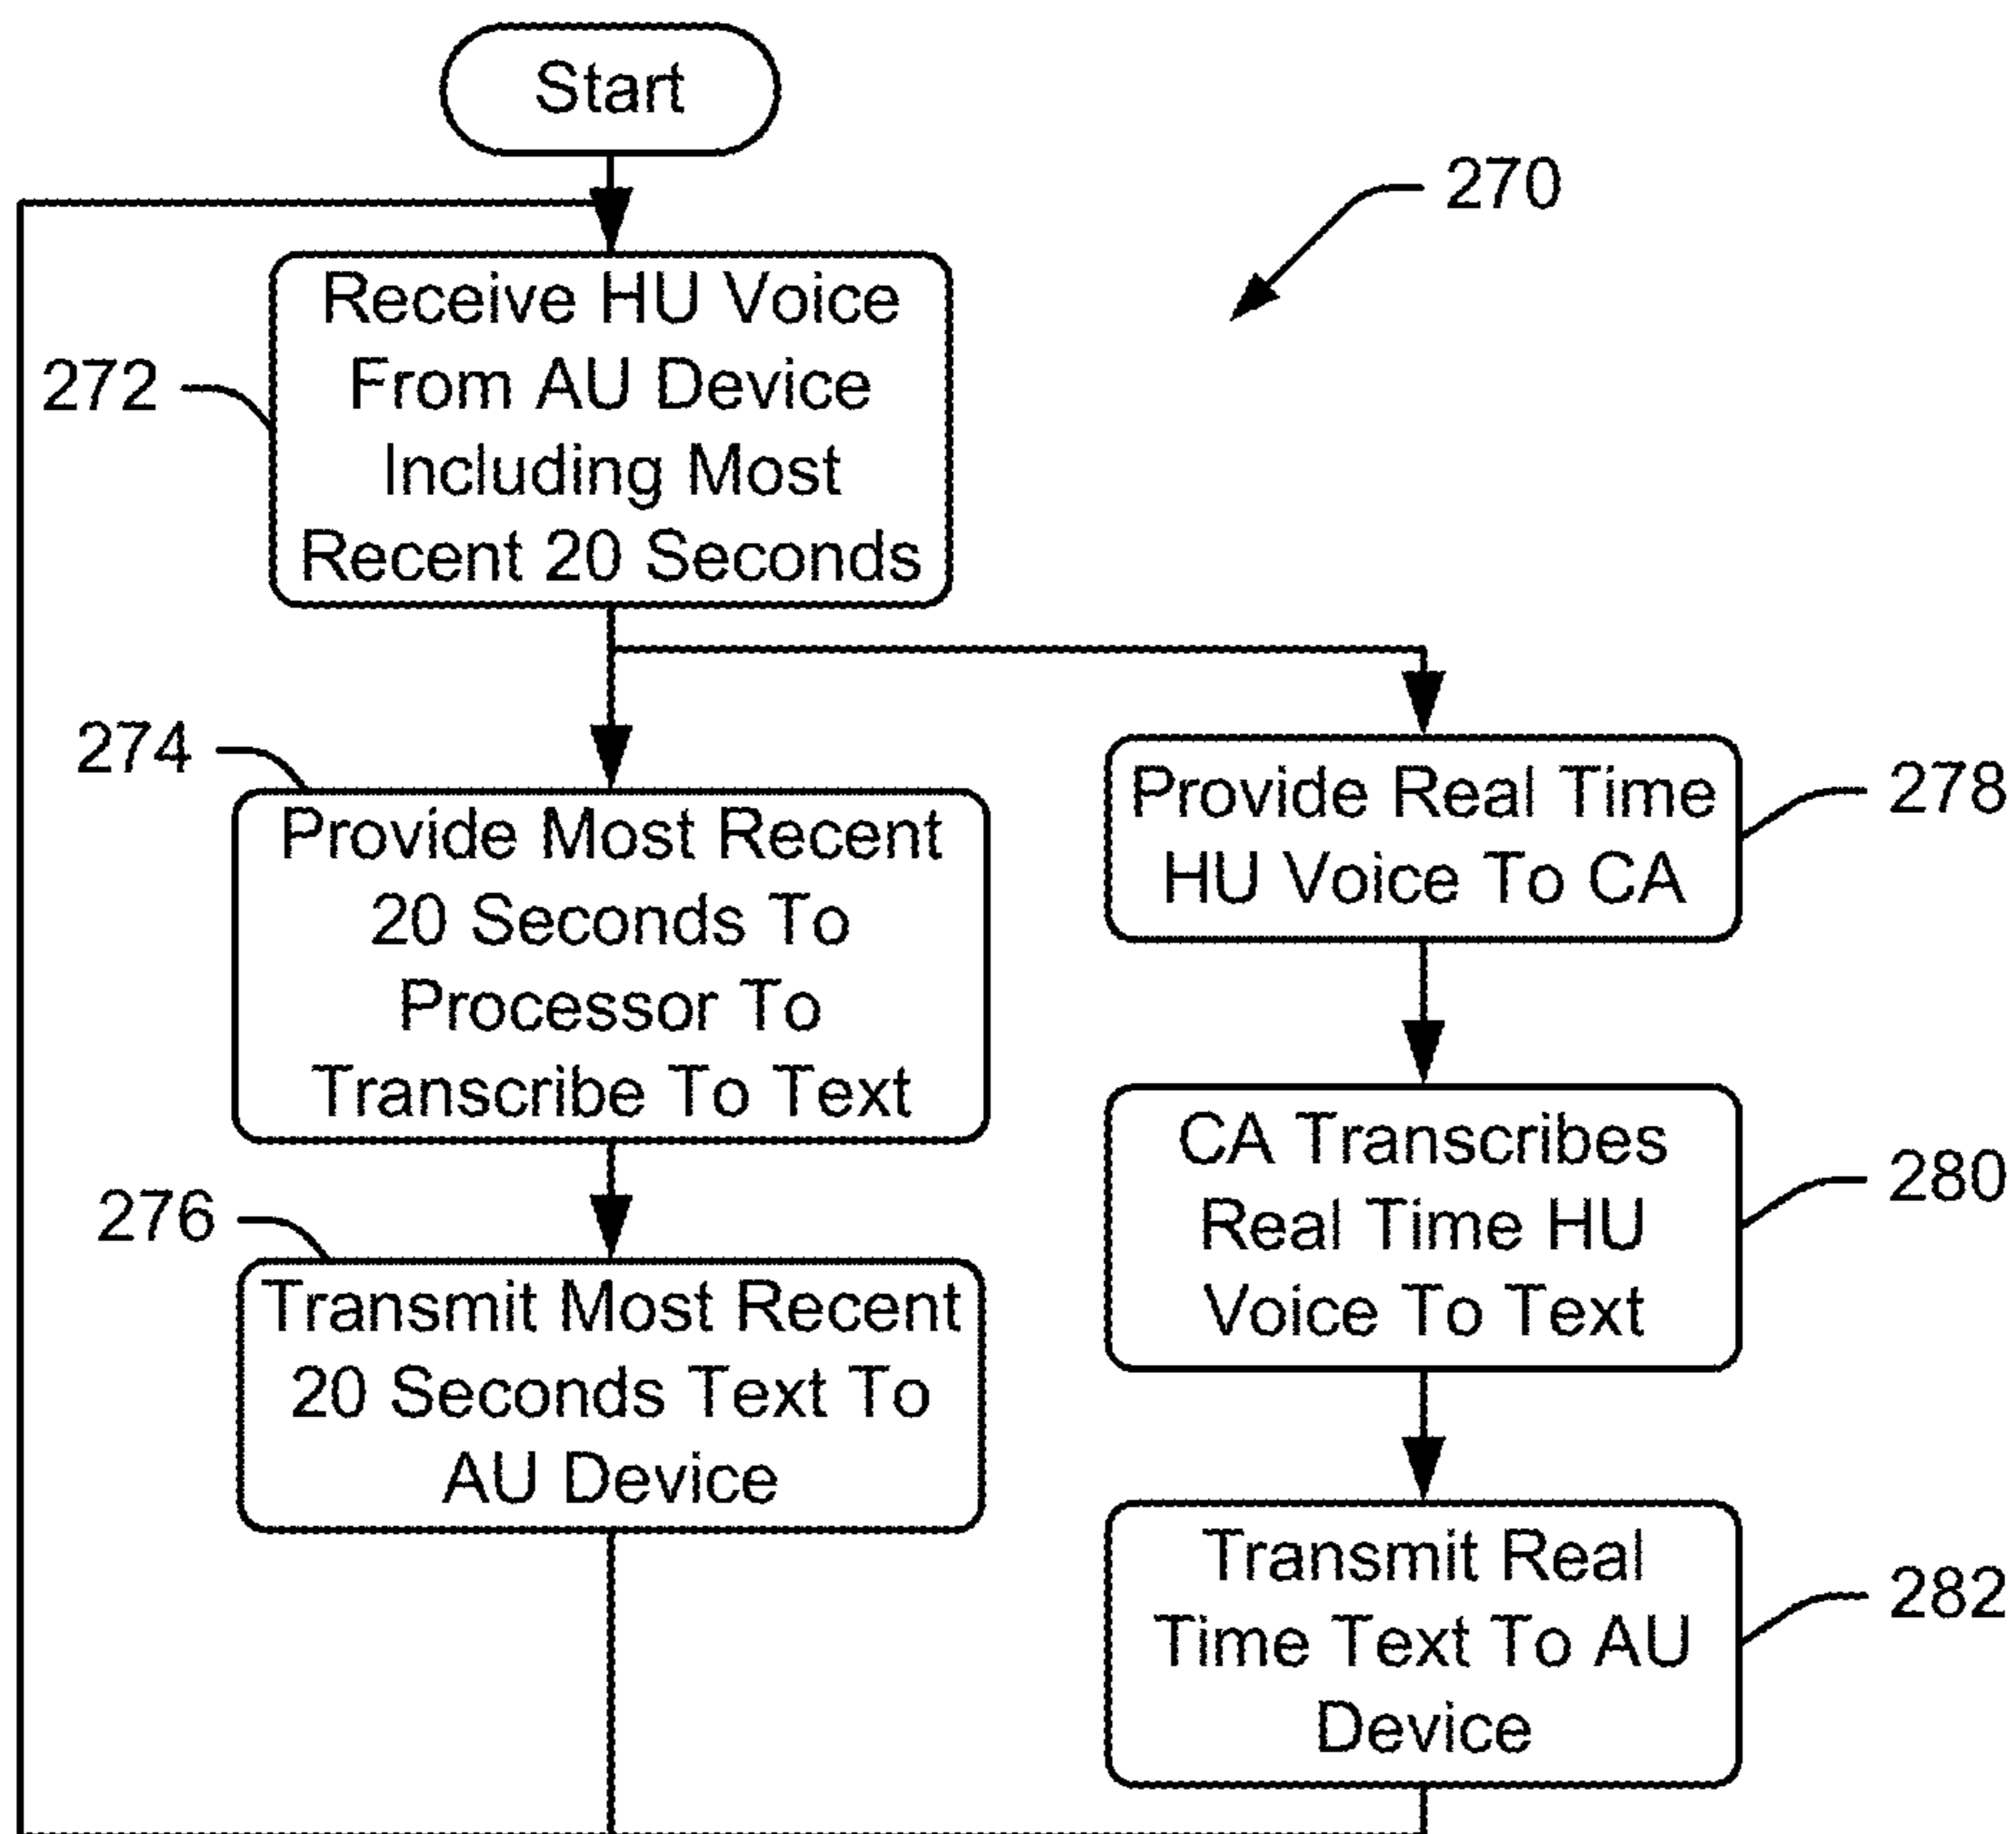 Start
270
Receive HU Voice
From AU Device
Including Most
Recent 20 Seconds
272
274
Provide Most Recent
20 Seconds To
Processor To
Transcribe To Text
276
Transmit Most Recent
20 Seconds Text To
AU Device
Provide Real Time
HU Voice To CA
278
CA Transcribes
Real Time HU
Voice To Text
280
Transmit Real
Time Text To AU
Device
282